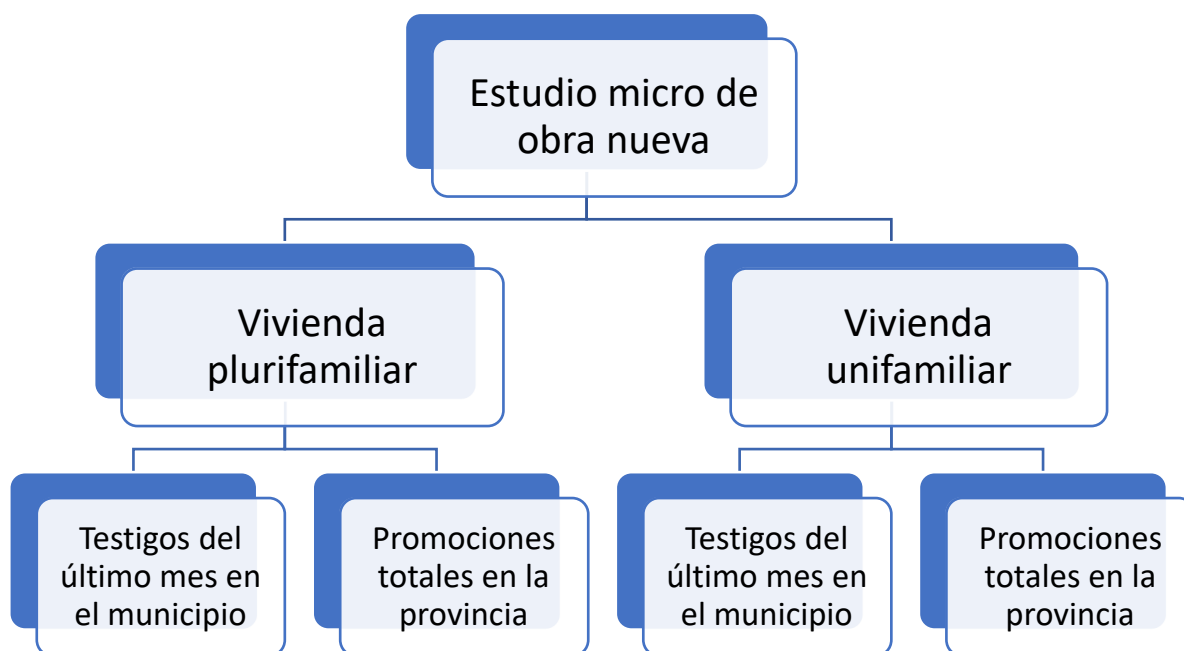 Estudio micro de
obra nueva
Vivienda
plurifamiliar
Vivienda
unifamiliar
Testigos del
último mes en
el municipio
Promociones
totales en la
provincia
Testigos del
último mes en
el municipio
Promociones
totales en la
provincia